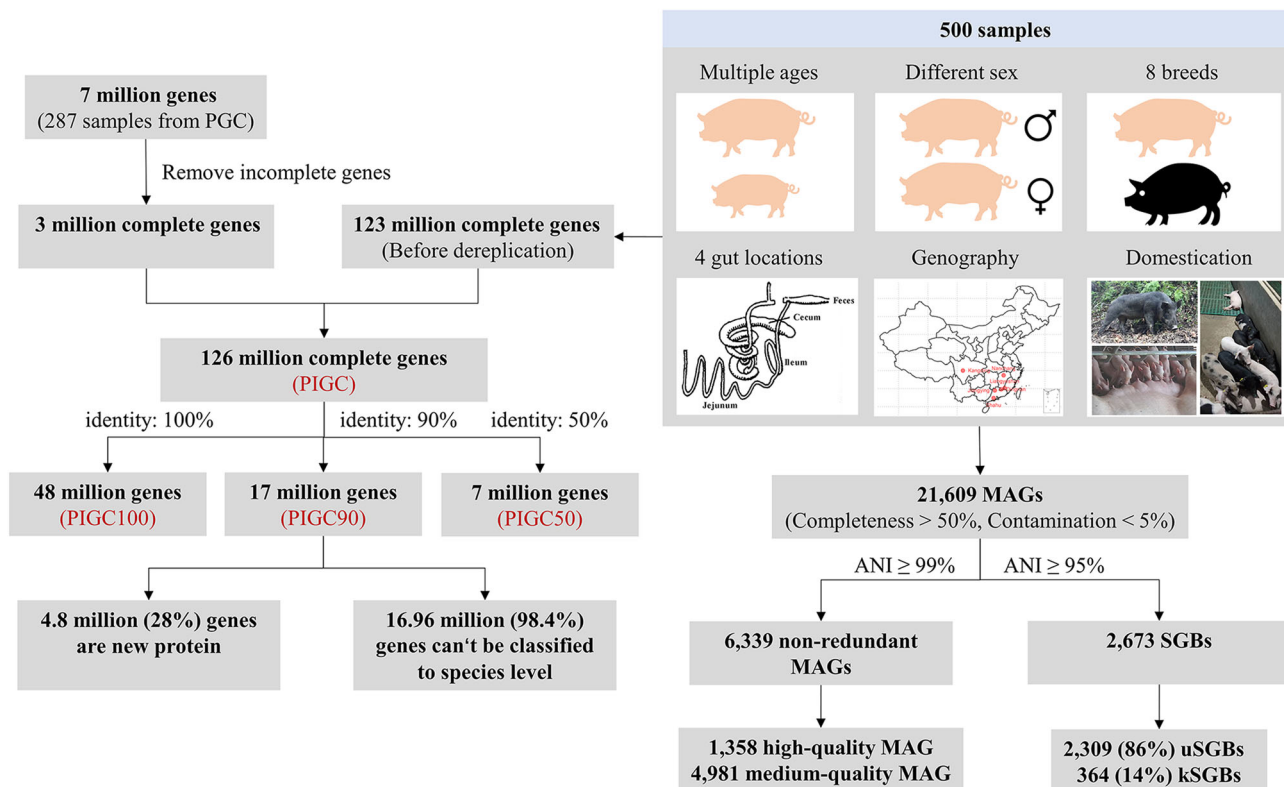 500 samples
Multiple ages
Different sex
8 breeds
7 million genes
(287 samples from PGC)
Remove incomplete genes
3 million complete genes
123 million complete genes
(Before dereplication)
4 gut locations
Genography
Domestication
Feces
Cecum
Ileum
Jejunum
126 million complete genes
(PIGC)
identity: 100%
identity: 90%
identity: 50%
48 million genes
(PIGC100)
17 million genes
(PIGC90)
7 million genes
(PIGC50)
21,609 MAGs
(Completeness > 50%, Contamination < 5%)
ANI ≥ 99%
ANI ≥ 95%
4.8 million (28%) genes
are new protein
16.96 million (98.4%)
genes can‘t be classified
to species level
6,339 non-redundant
MAGs
2,673 SGBs
1,358 high-quality MAG
4,981 medium-quality MAG
2,309 (86%) uSGBs
364 (14%) kSGBs